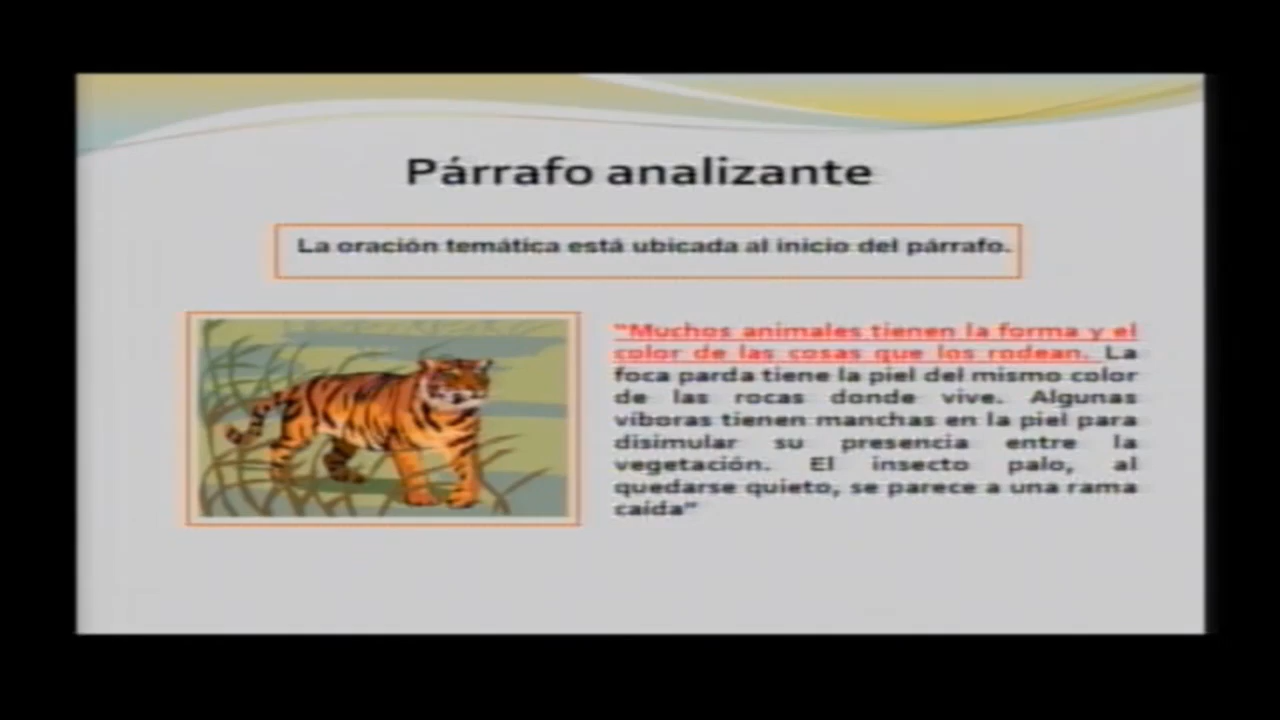 Párrafo analizante
La oración temática está ubicada al inicio del párrafo.
"Muchos animales tienen la forma y el
color de las cosas que los rodean. La
foca parda tiene la piel del mismo color
de las rocas donde vive. Algunas
víboras tienen manchas en la piel para
disimular su presencia entre la
vegetación. El insecto palo, al
quedarse quieto, se parece a una rama
caída"